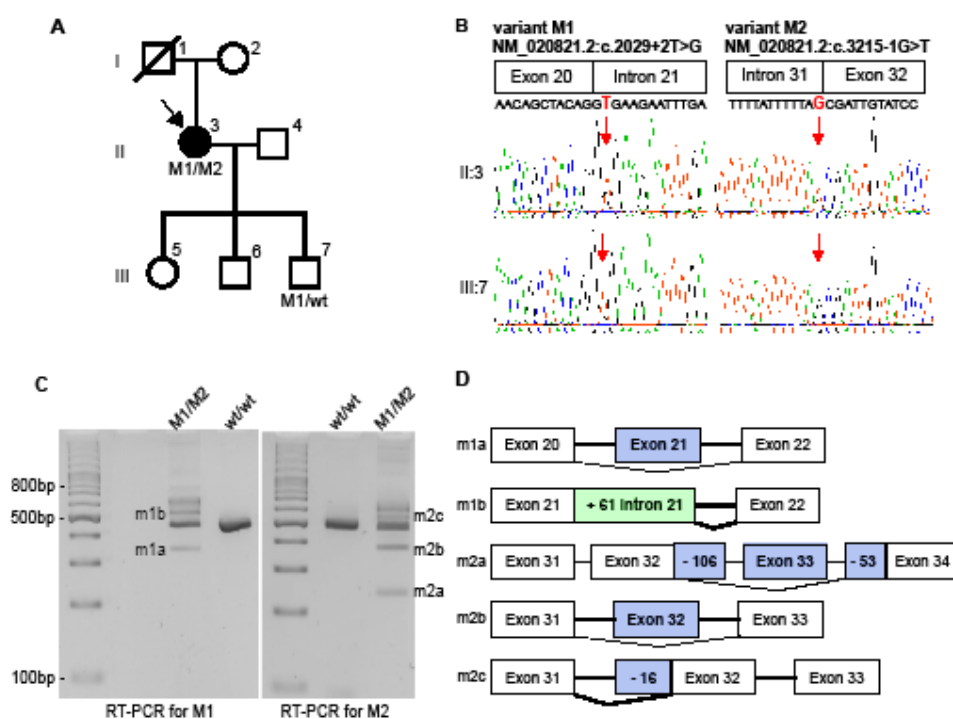 A
I
1
2
3
4
M1/M2
II
5
6
7
III
M1/wt
B
variant M1
NM_020821.2:c.2029+2T>G
Exon 20
Intron 21
AACAGCTACAGGTGAAGAATTTGA
variant M2
NM_020821.2:c.3215-1G>T
Intron 31
Exon 32
TTTTATTTTTAGCGATTGTATCC
II:3
III:7
C
M1/M2
wt/wt
wt/wt
M1/M2
800bp -
500bp -
100bp -
m1b
m1a
m2c
m2b
m2a
RT-PCR for M1
RT-PCR for M2
D
m1a
Exon 20
Exon 21
Exon 22
m1b
Exon 21
+ 61 Intron 21
Exon 22
m2a
Exon 31
Exon 32
- 106
Exon 33
- 53
Exon 34
m2b
Exon 31
Exon 32
Exon 33
m2c
Exon 31
- 16
Exon 32
Exon 33